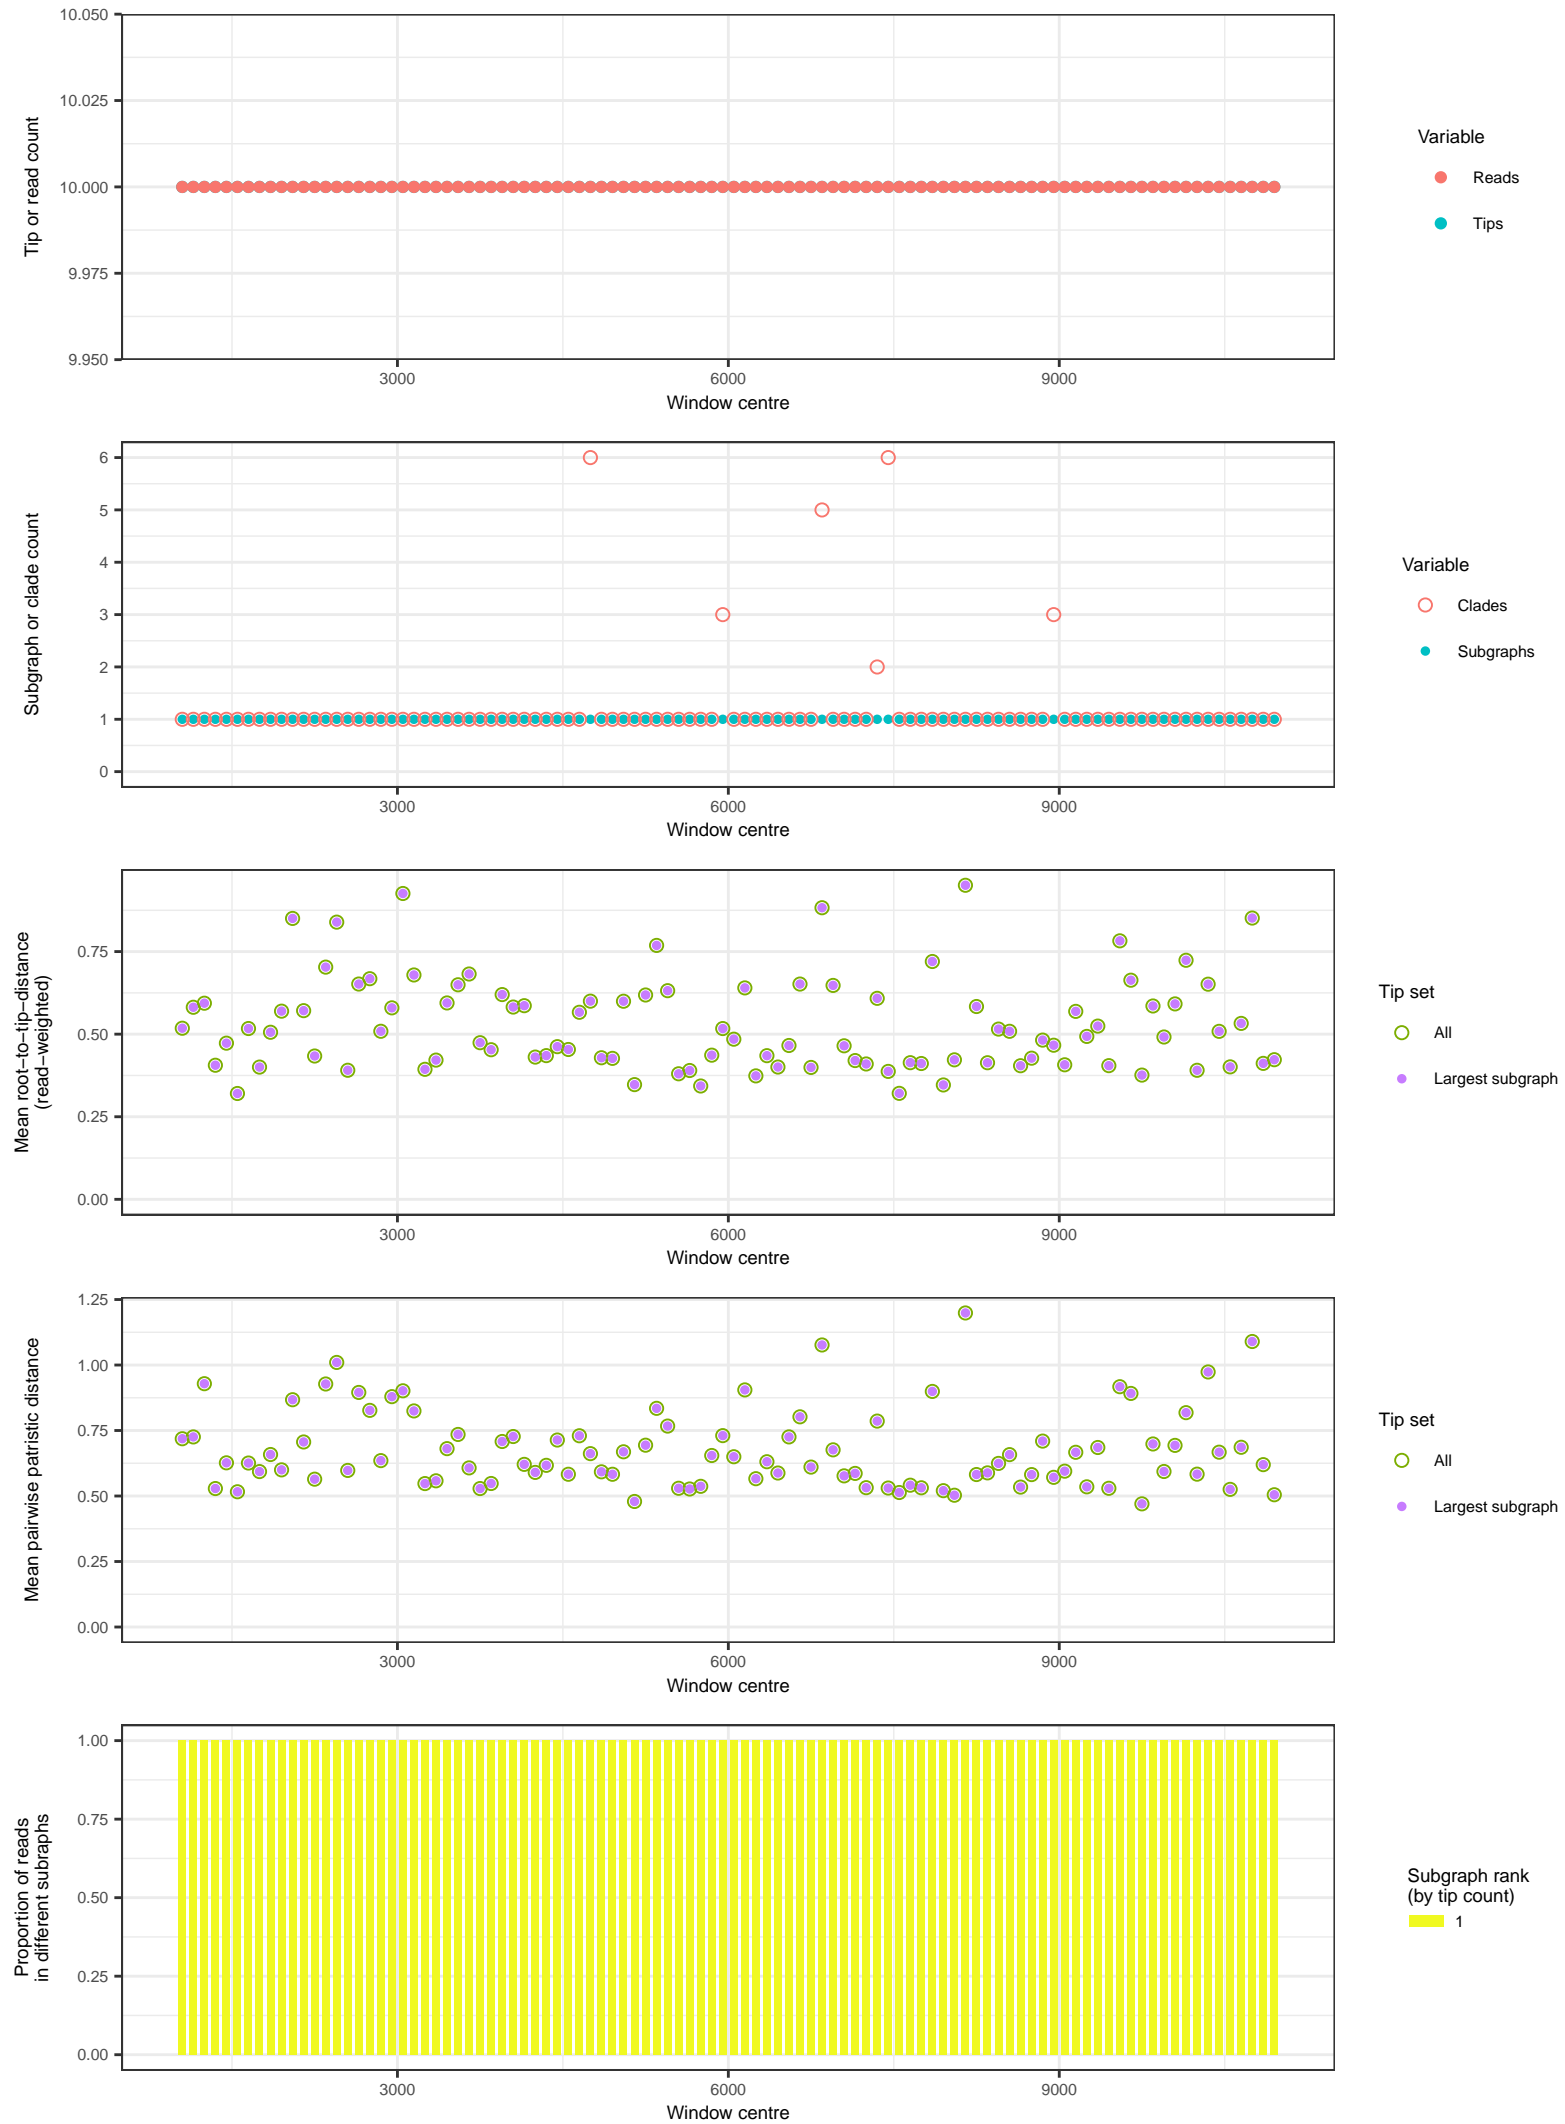 10.050
10.025
10.000
9.975
9.950
Tip or read count
3000 6000 9000
Window centre
Variable
Reads
Tips
6
5
4
3
2
1
0
Subgraph or clade count
3000 6000 9000
Window centre
Variable
Clades
Subgraphs
0.75
0.50
0.25
0.00
Mean root−to−tip−distance
(read−weighted)
3000 6000 9000
Window centre
Tip set
All
Largest subgraph
1.25
1.00
0.75
0.50
0.25
0.00
Mean pairwise patristic distance
3000 6000 9000
Window centre
Tip set
All
Largest subgraph
1.00
0.75
0.50
0.25
0.00
Proportion of reads
in different subraphs
3000 6000 9000
Window centre
Subgraph rank
(by tip count)
1